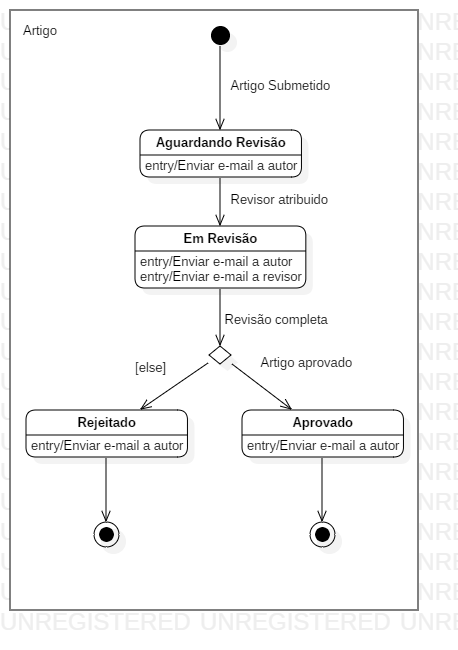 Artigo
Artigo Submetido
Aguardando Revisão
entry/Enviar e-mail a autor
Revisor atribuido
Em Revisão
entry/Enviar e-mail a autor
entry/Enviar e-mail a revisor
Revisão completa
[else]
Artigo aprovado
Rejeitado
entry/Enviar e-mail a autor
Aprovado
entry/Enviar e-mail a autor
UNREGISTERED UNREGISTERED UNRE